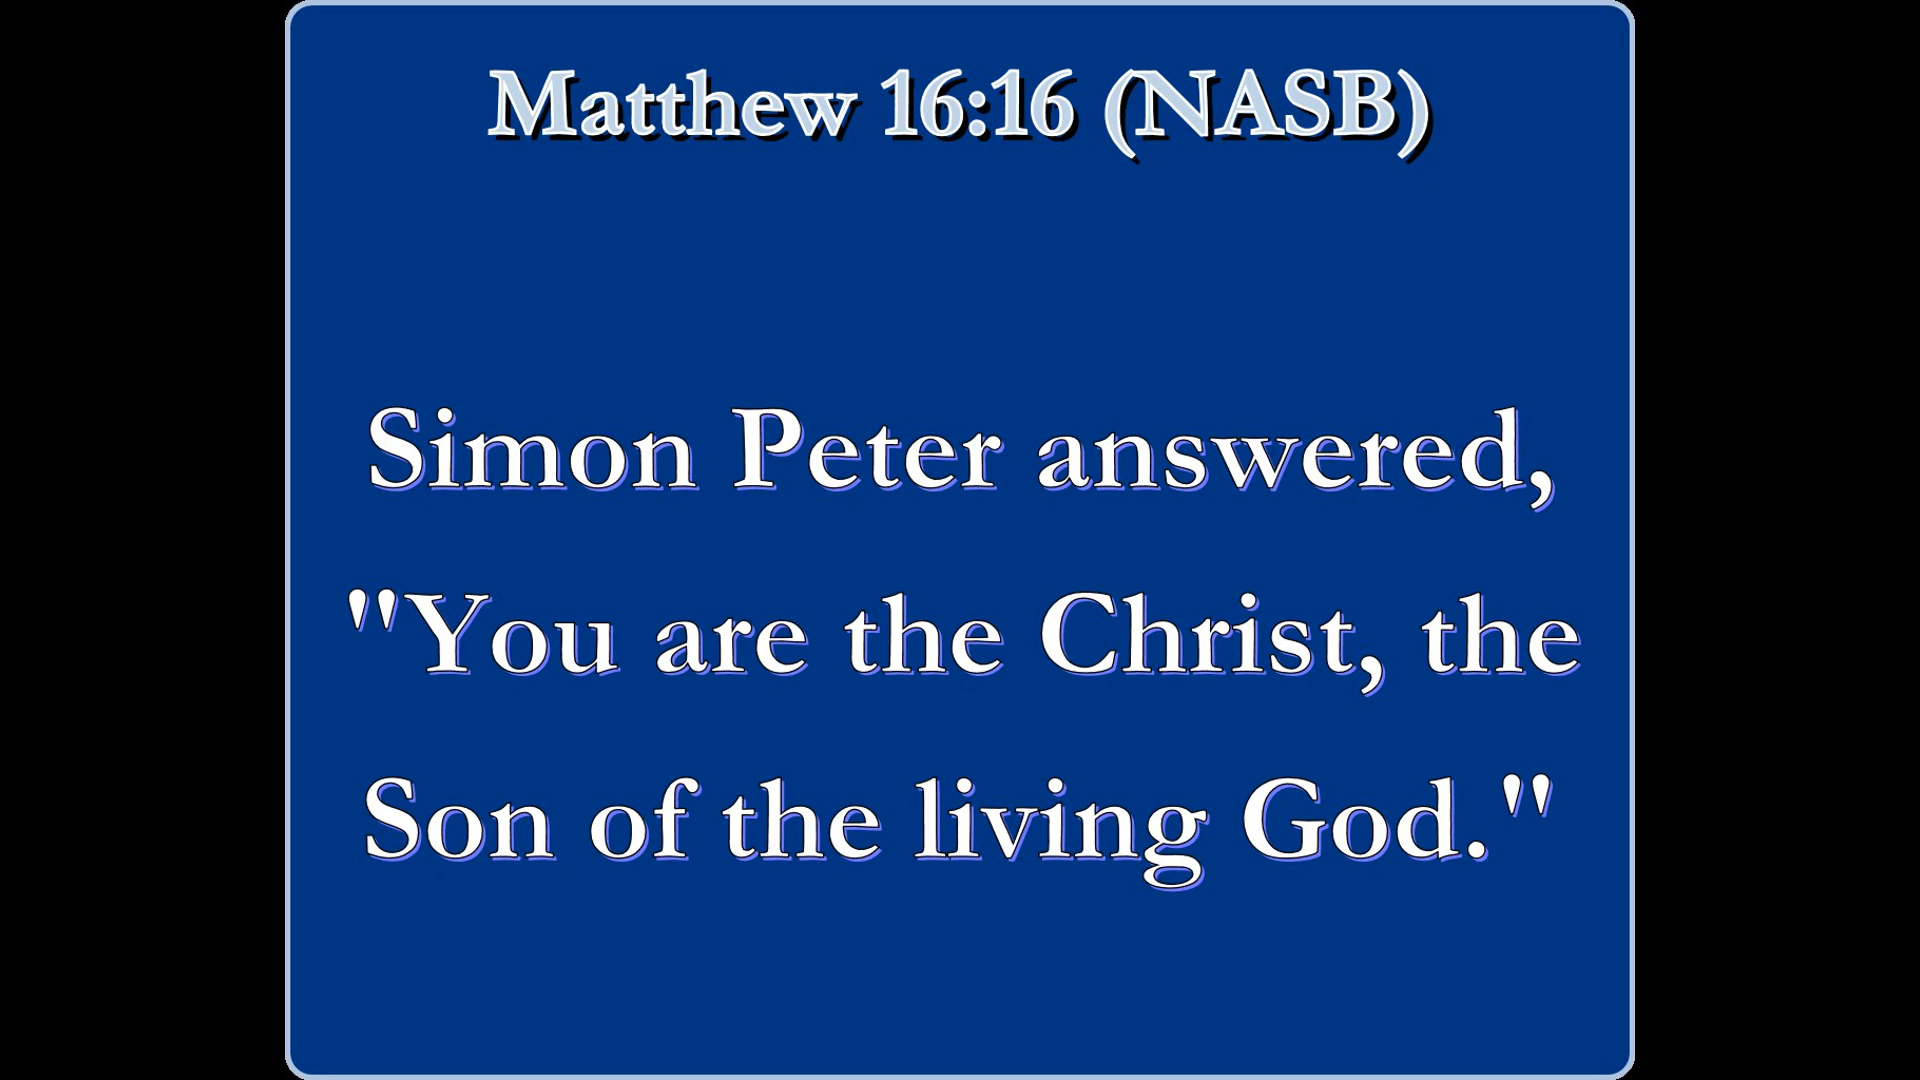 Matthew 16:16 (NASB)
Simon Peter answered,
"You are the Christ, the
Son of the living God."